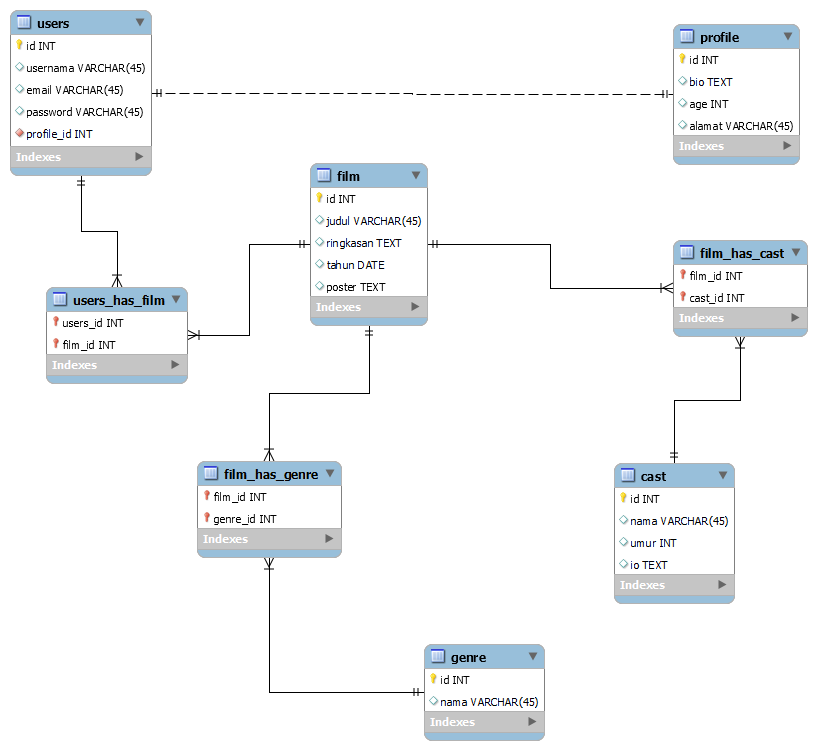 users
id INT
usernama VARCHAR(45)
email VARCHAR(45)
password VARCHAR(45)
profile_id INT
Indexes
profile
id INT
bio TEXT
age INT
alamat VARCHAR(45)
Indexes
film
id INT
judul VARCHAR(45)
ringkasan TEXT
tahun DATE
poster TEXT
Indexes
film_has_cast
film_id INT
cast_id INT
Indexes
users_has_film
users_id INT
film_id INT
Indexes
film_has_genre
film_id INT
genre_id INT
Indexes
cast
id INT
nama VARCHAR(45)
umur INT
io TEXT
Indexes
genre
id INT
nama VARCHAR(45)
Indexes